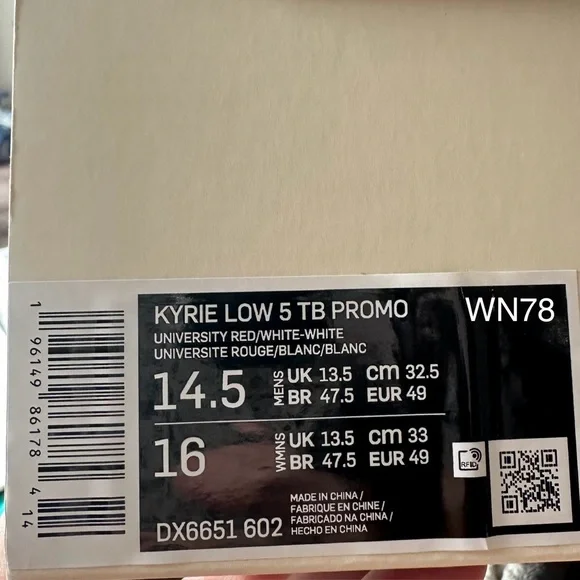 KYRIE LOW 5 TB PROMO
WN78
UNIVERSITY RED/WHITE-WHITE
UNIVERSITE ROUGE/BLANC/BLANC
14.5
MENS
UK 13.5 cm 32.5
BR 47.5 EUR 49
16
WMNS
UK 13.5 cm 33
BR 47.5 EUR 49
RFID
MADE IN CHINA /
FABRIQUE EN CHINE /
FABRICADO NA CHINA /
HECHO EN CHINA
DX6651 602
1 96149 86178 4 14